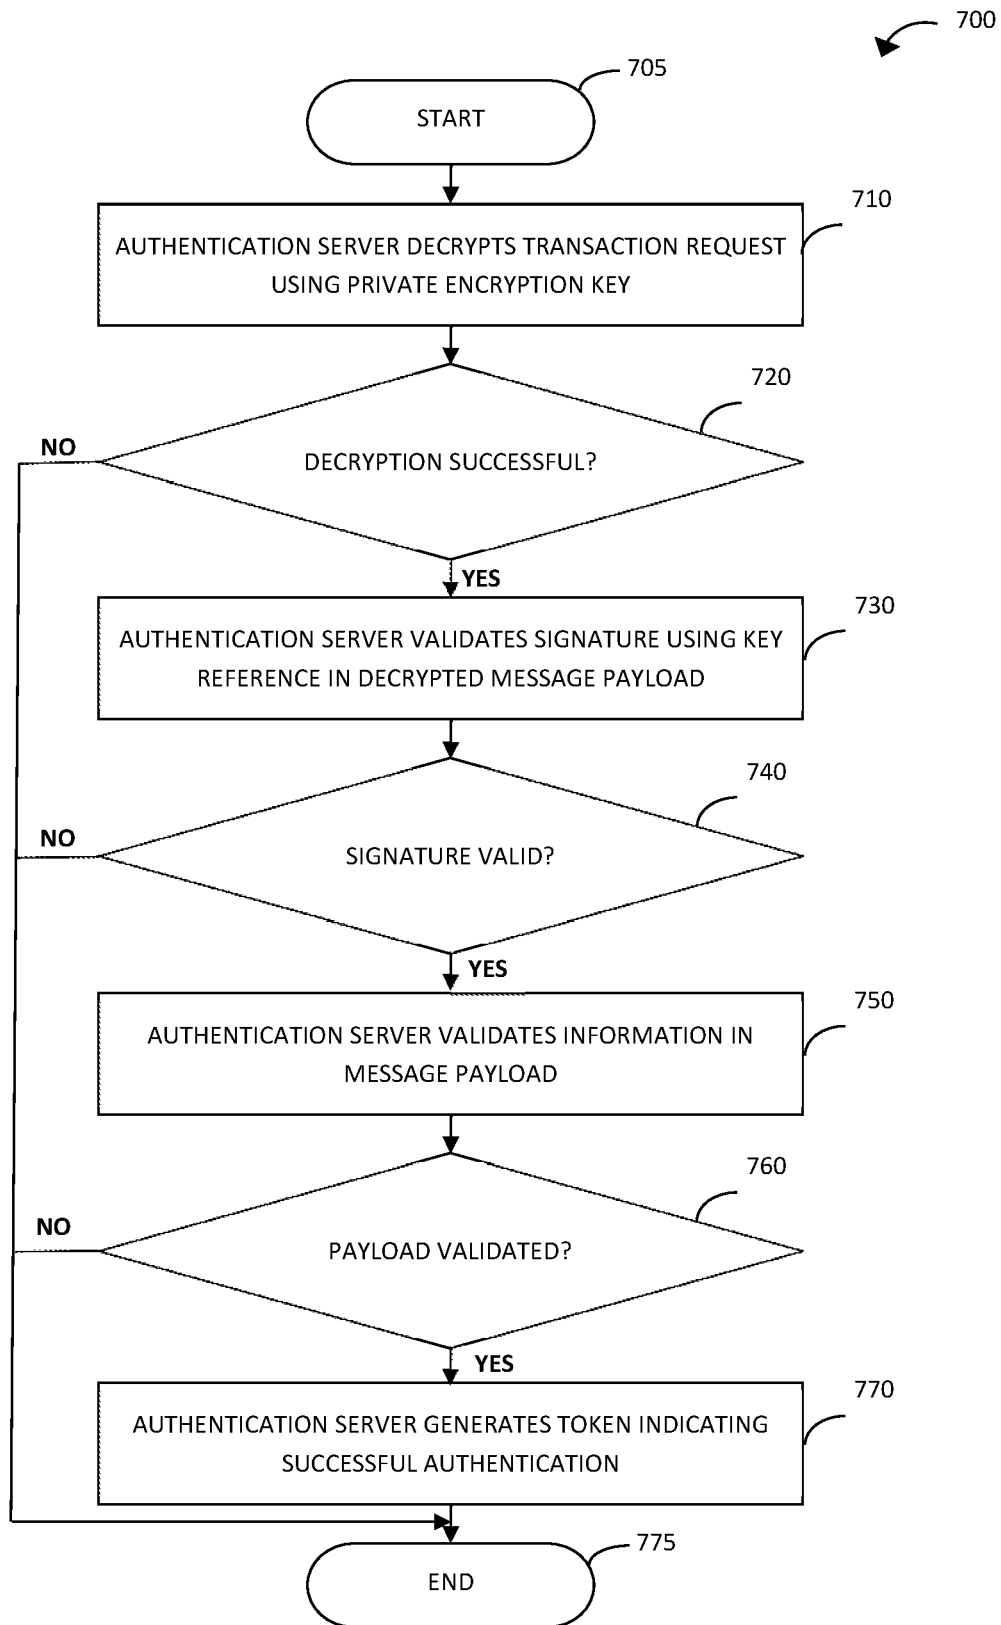 700
705
START
710
AUTHENTICATION SERVER DECRYPTS TRANSACTION REQUEST
USING PRIVATE ENCRYPTION KEY
720
NO
DECRYPTION SUCCESSFUL?
YES
730
AUTHENTICATION SERVER VALIDATES SIGNATURE USING KEY
REFERENCE IN DECRYPTED MESSAGE PAYLOAD
740
NO
SIGNATURE VALID?
YES
750
AUTHENTICATION SERVER VALIDATES INFORMATION IN
MESSAGE PAYLOAD
760
NO
PAYLOAD VALIDATED?
YES
770
AUTHENTICATION SERVER GENERATES TOKEN INDICATING
SUCCESSFUL AUTHENTICATION
775
END